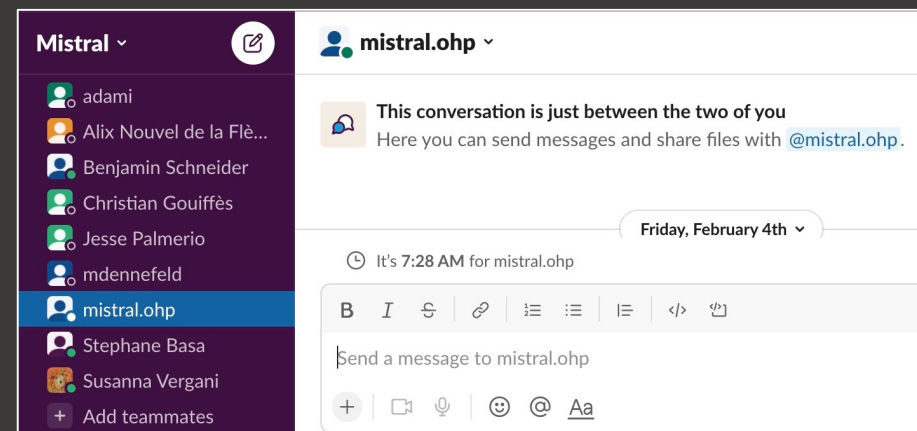 Mistral
adami
Alix Nouvel de la Flè...
Benjamin Schneider
Christian Gouiffès
Jesse Palmerio
mdennefeld
mistral.ohp
Stephane Basa
Susanna Vergani
+ Add teammates
mistral.ohp
This conversation is just between the two of you
Here you can send messages and share files with @mistral.ohp.
Friday, February 4th
It's 7:28 AM for mistral.ohp
B I S
Send a message to mistral.ohp
+ @ Aa